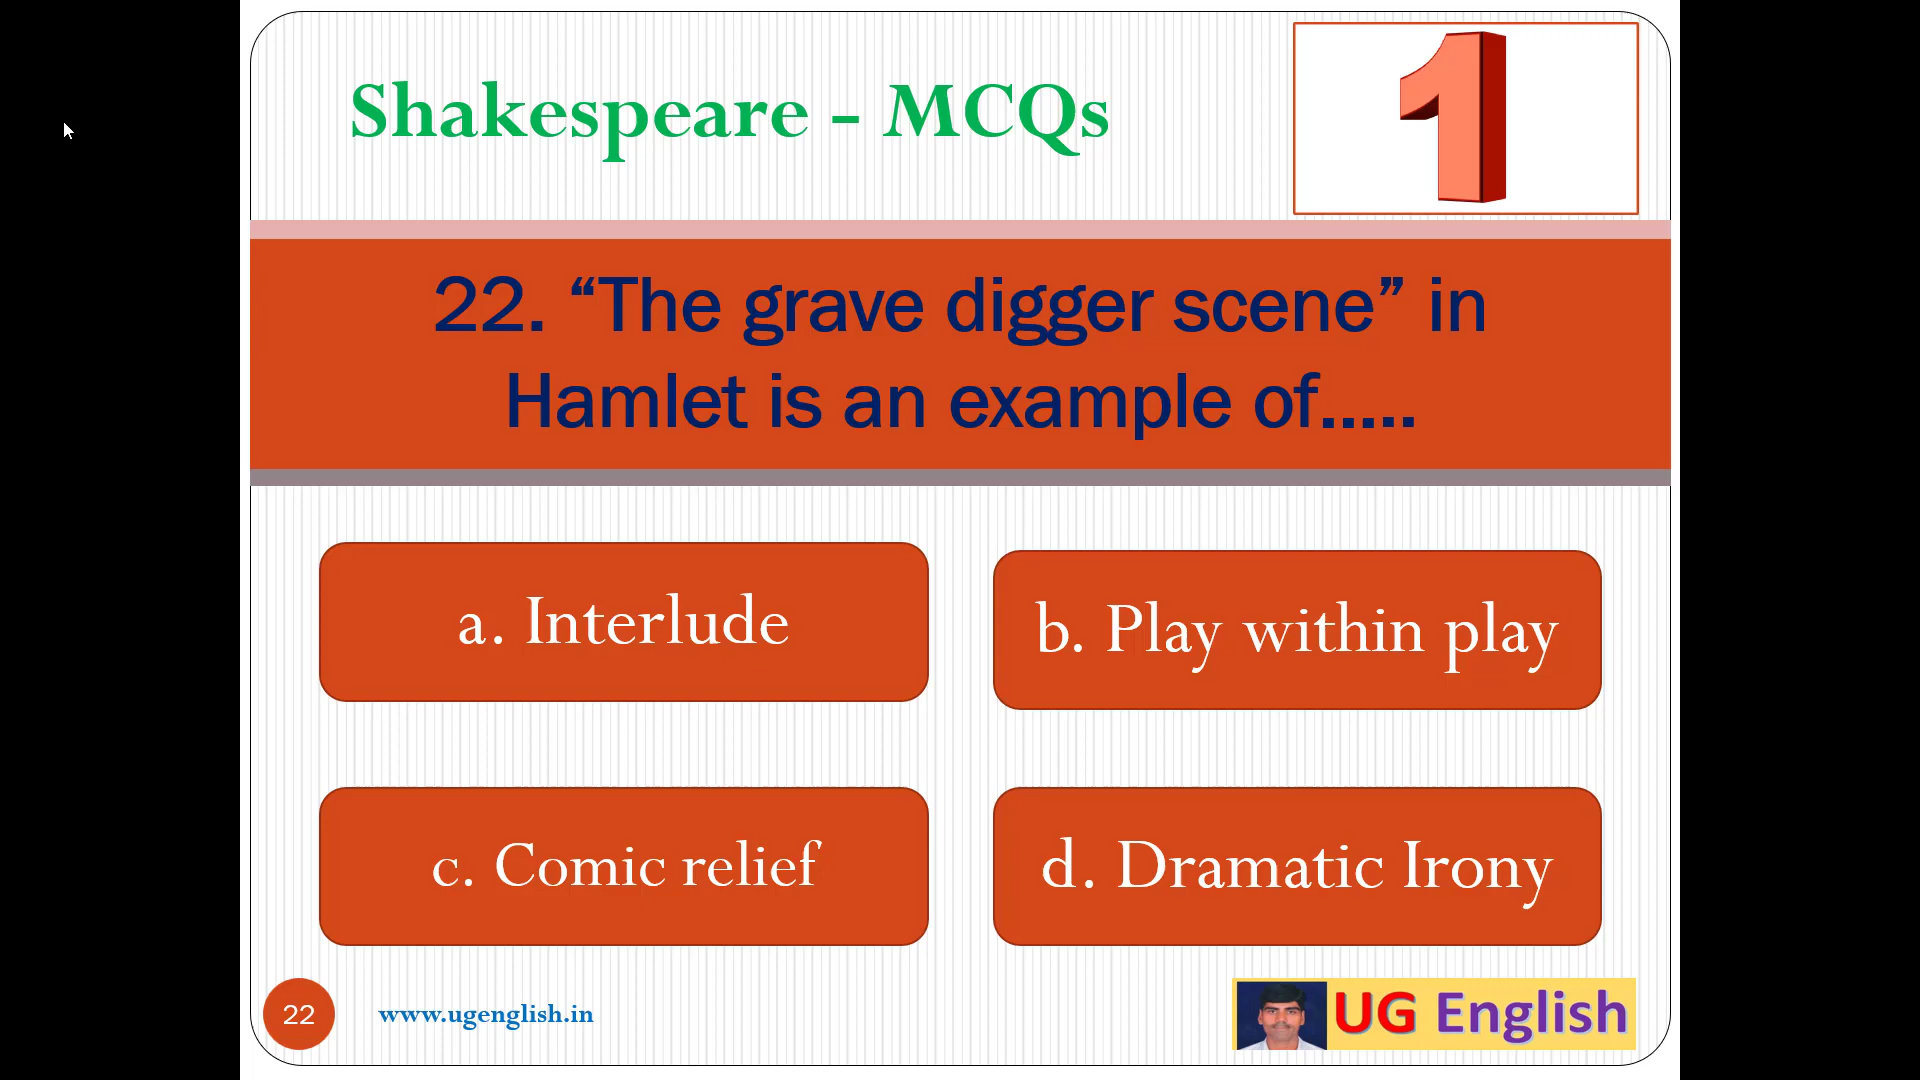 Shakespeare - MCQs
1
22. “The grave digger scene” in
Hamlet is an example of.....
a. Interlude
b. Play within play
c. Comic relief
d. Dramatic Irony
22
www.ugenglish.in
UG English